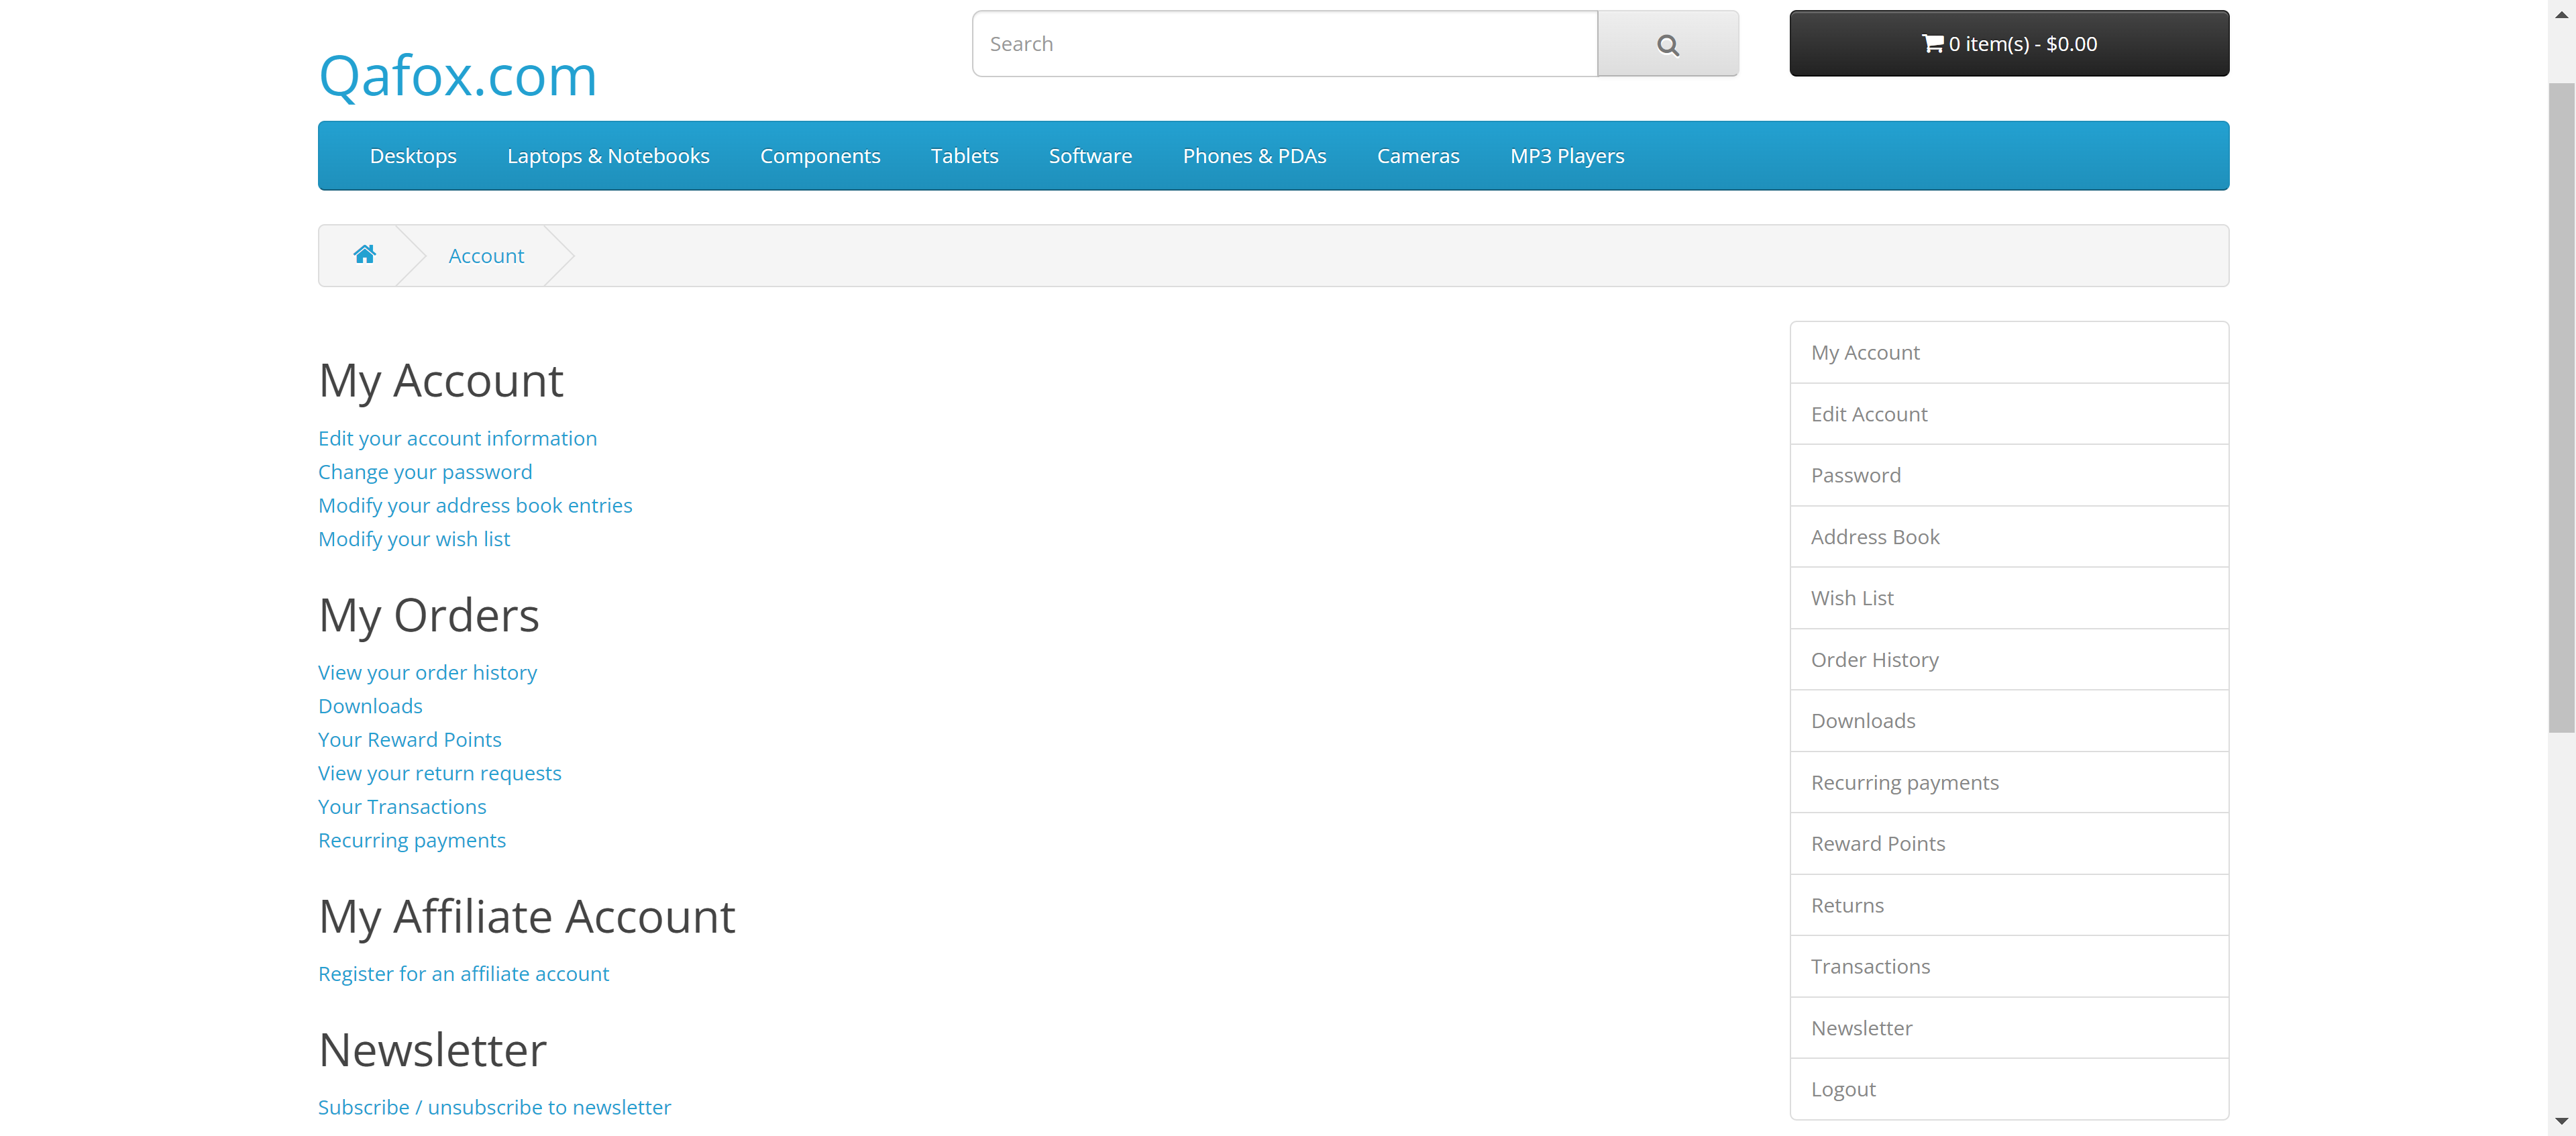 Search
0 item(s) - $0.00
Qafox.com
Desktops Laptops & Notebooks Components Tablets Software Phones & PDAs Cameras MP3 Players
Account
My Account
Edit your account information
Change your password
Modify your address book entries
Modify your wish list
My Orders
View your order history
Downloads
Your Reward Points
View your return requests
Your Transactions
Recurring payments
My Affiliate Account
Register for an affiliate account
Newsletter
Subscribe / unsubscribe to newsletter
My Account
Edit Account
Password
Address Book
Wish List
Order History
Downloads
Recurring payments
Reward Points
Returns
Transactions
Newsletter
Logout